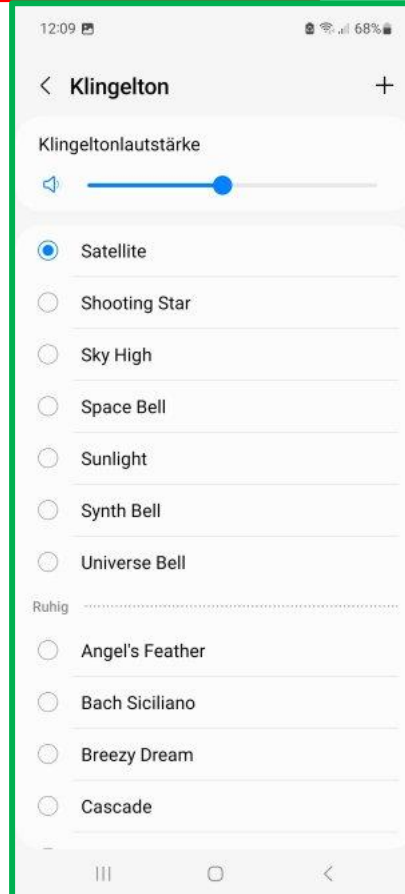 12:09 68%
Klingelton
Klingeltonlautstärke
Satellite
Shooting Star
Sky High
Space Bell
Sunlight
Synth Bell
Universe Bell
Ruhig
Angel's Feather
Bach Siciliano
Breezy Dream
Cascade